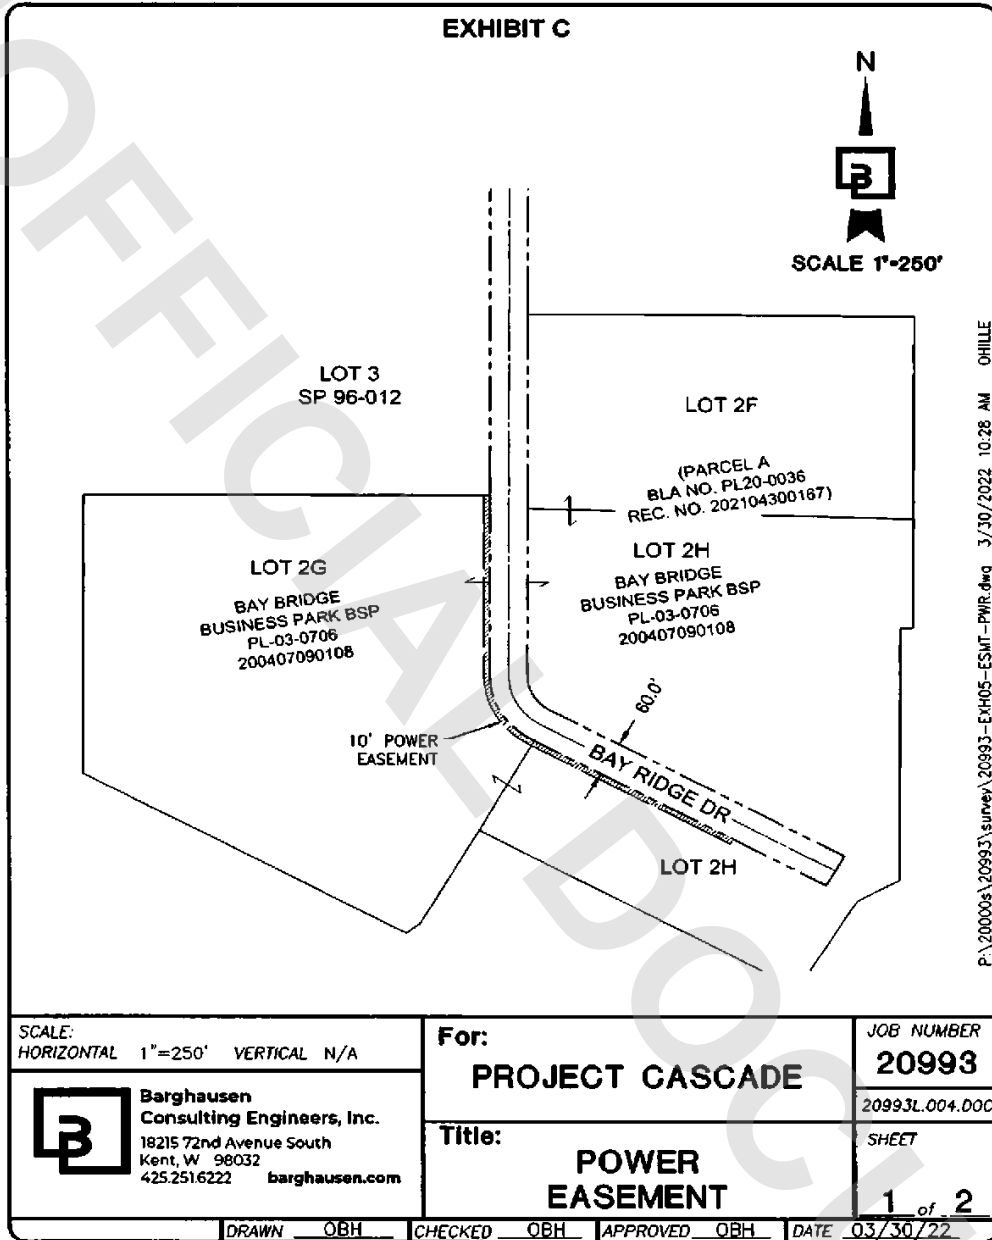 EXHIBIT C
N
B
SCALE 1"=250'
LOT 3
SP 96-012
LOT 2F
(PARCEL A
BLA NO. PL20-0036
REC. NO. 202104300167)
LOT 2G
BAY BRIDGE
BUSINESS PARK BSP
PL-03-0706
200407090108
LOT 2H
BAY BRIDGE
BUSINESS PARK BSP
PL-03-0706
200407090108
60.0'
10' POWER
EASEMENT
BAY RIDGE DR
LOT 2H
P:\20000s\20993\survey\20993-EXH05-ESMT-PWR.dwg 3/30/2022 10:28 AM OHILLE
SCALE:
HORIZONTAL 1"=250' VERTICAL N/A
B
Barghausen
Consulting Engineers, Inc.
18215 72nd Avenue South
Kent, W 98032
425.251.6222 barghausen.com
For:
PROJECT CASCADE
Title:
POWER
EASEMENT
JOB NUMBER
20993
20993L.004.DOC
SHEET
1 of 2
DRAWN OBH CHECKED OBH APPROVED OBH DATE 03/30/22
OFFICIAL DOCU